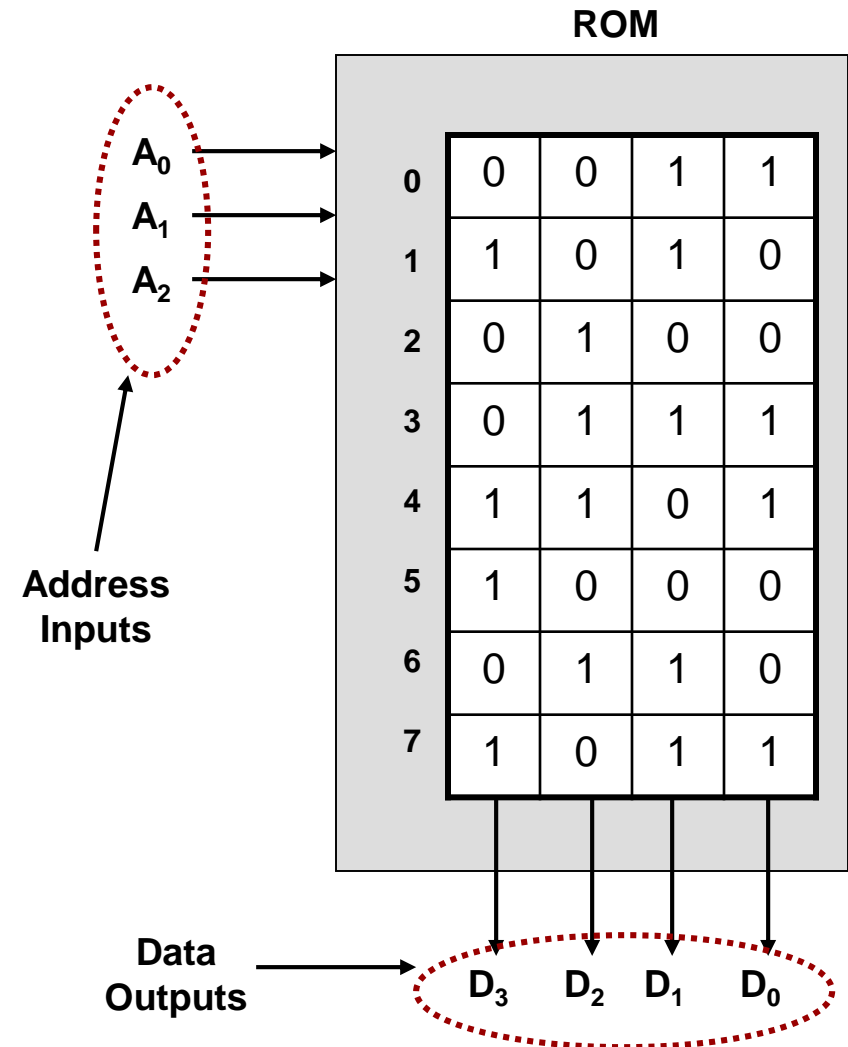 ROM
A₀
A₁
A₂
0 0 0 1 1
1 1 0 1 0
2 0 1 0 0
3 0 1 1 1
4 1 1 0 1
5 1 0 0 0
6 0 1 1 0
7 1 0 1 1
Address
Inputs
Data
Outputs
D₃ D₂ D₁ D₀